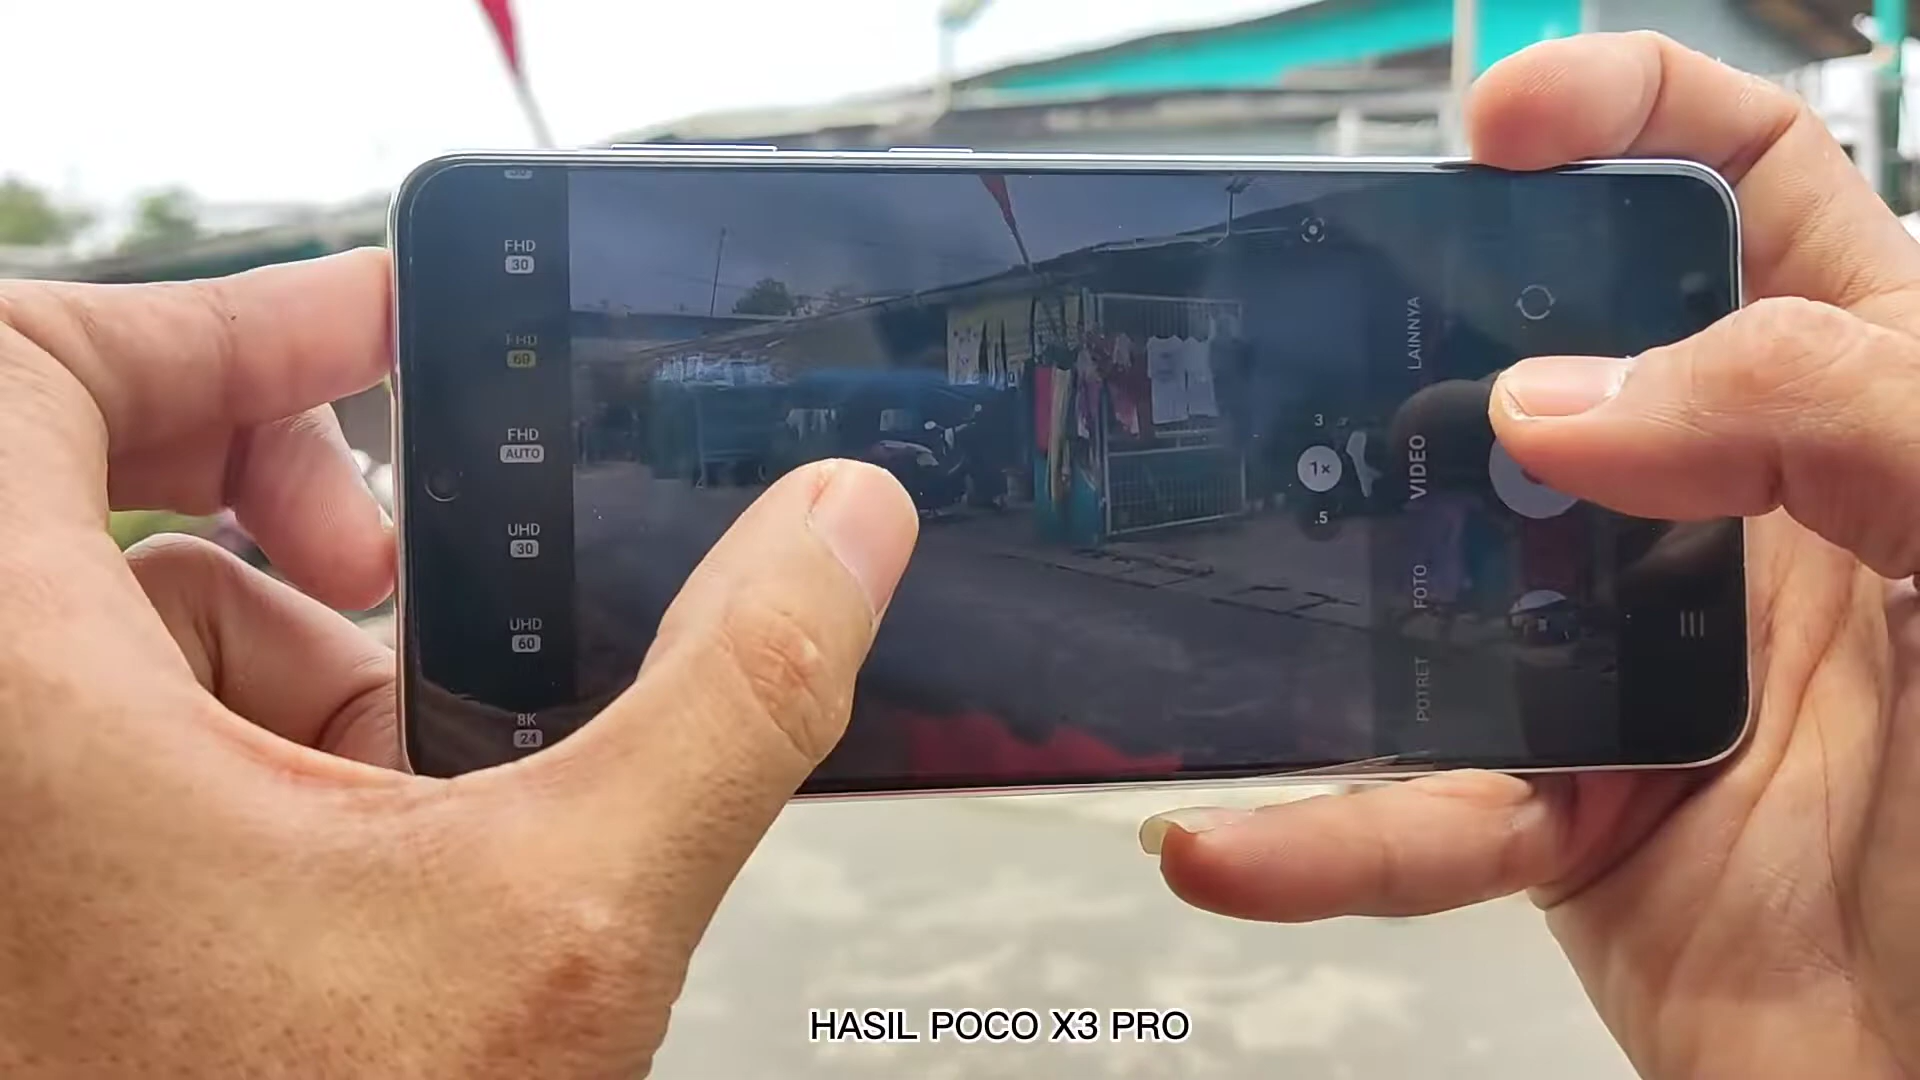 FHD
30
FHD
60
FHD
AUTO
UHD
30
UHD
60
8K
24
3
1×
.5
LAINNYA
VIDEO
FOTO
POTRET
HASIL POCO X3 PRO